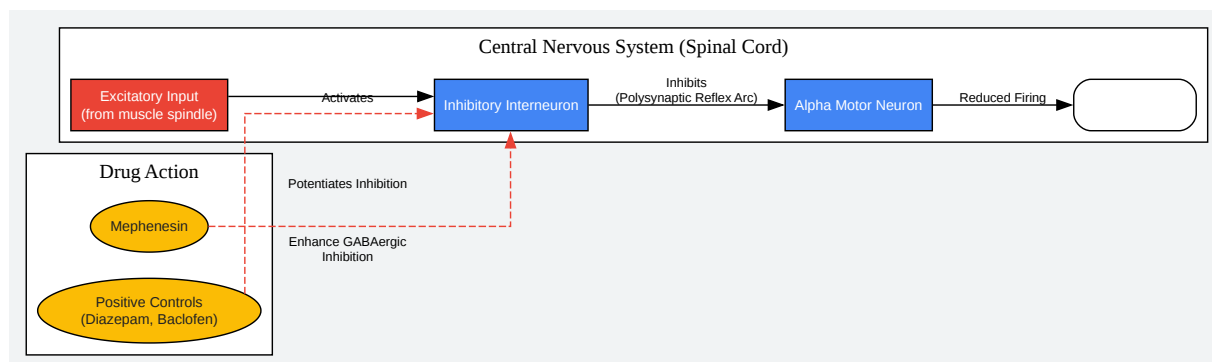 Central Nervous System (Spinal Cord)
Excitatory Input
(from muscle spindle)
Activates
Inhibitory Interneuron
Inhibits
(Polysynaptic Reflex Arc)
Alpha Motor Neuron
Reduced Firing
Drug Action
Mephenesin
Potentiates Inhibition
Enhance GABAergic
Inhibition
Positive Controls
(Diazepam, Baclofen)